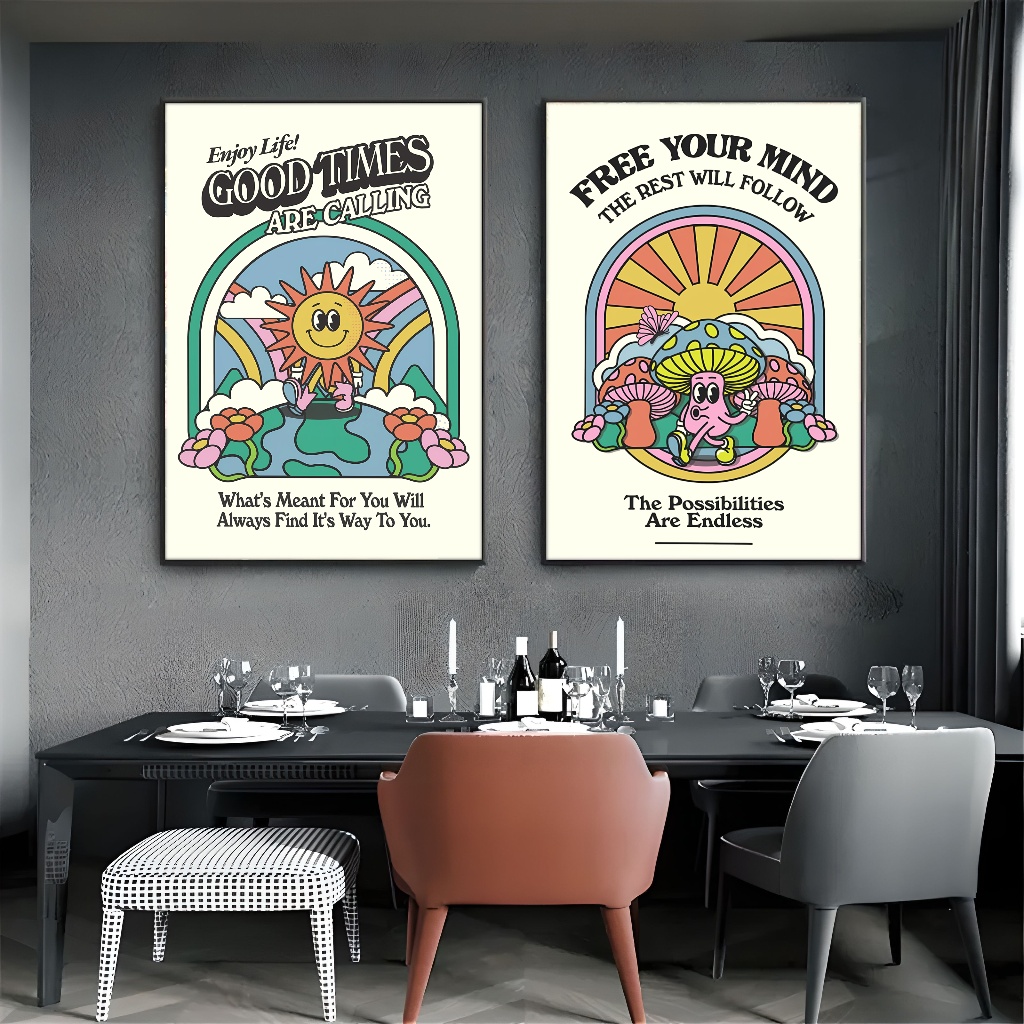 Enjoy Life!
GOOD TIMES
ARE CALLING
What's Meant For You Will
Always Find It's Way To You.
FREE YOUR MIND
THE REST WILL FOLLOW
The Possibilities
Are Endless